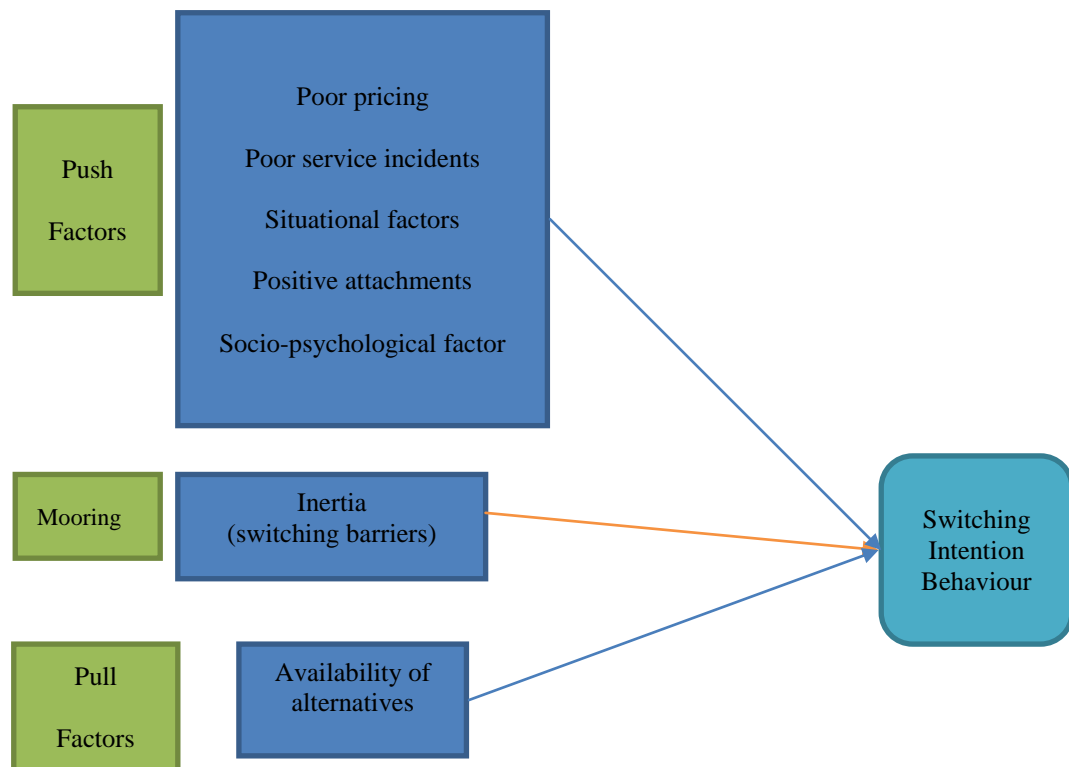 Push
Factors
Poor pricing
Poor service incidents
Situational factors
Positive attachments
Socio-psychological factor
Mooring
Inertia
(switching barriers)
Switching
Intention
Behaviour
Pull
Factors
Availability of
alternatives